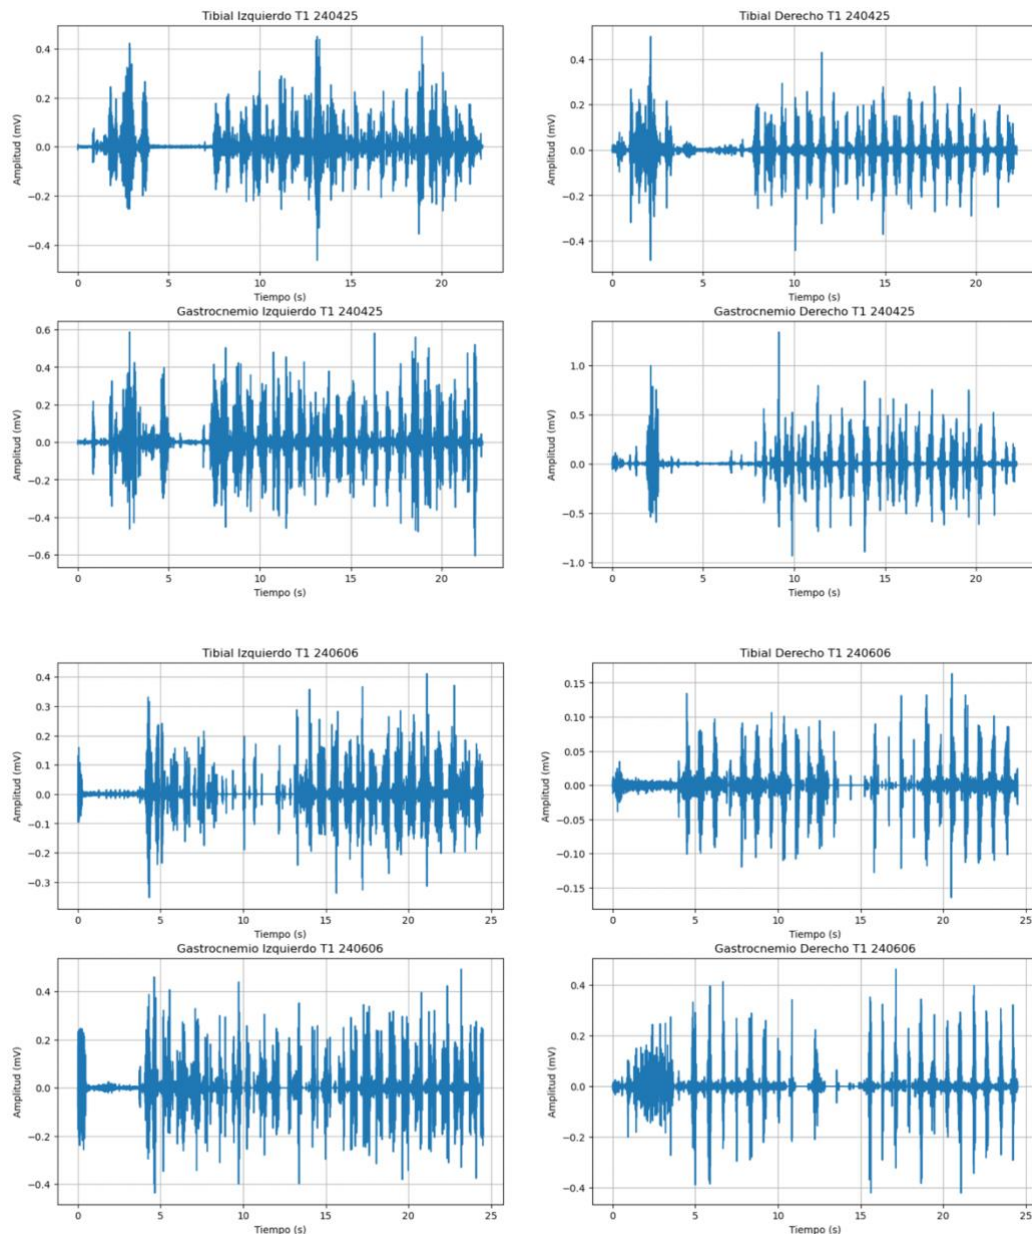 Tibial Izquierdo T1 240425
Amplitud (mV)
0.4
0.2
0.0
−0.2
−0.4
0 5 10 15 20
Tiempo (s)
Tibial Derecho T1 240425
Amplitud (mV)
0.4
0.2
0.0
−0.2
−0.4
0 5 10 15 20
Tiempo (s)
Gastrocnemio Izquierdo T1 240425
Amplitud (mV)
0.6
0.4
0.2
0.0
−0.2
−0.4
−0.6
0 5 10 15 20
Tiempo (s)
Gastrocnemio Derecho T1 240425
Amplitud (mV)
1.0
0.5
0.0
−0.5
−1.0
0 5 10 15 20
Tiempo (s)
Tibial Izquierdo T1 240606
Amplitud (mV)
0.4
0.3
0.2
0.1
0.0
−0.1
−0.2
−0.3
0 5 10 15 20 25
Tiempo (s)
Tibial Derecho T1 240606
Amplitud (mV)
0.15
0.10
0.05
0.00
−0.05
−0.10
−0.15
0 5 10 15 20 25
Tiempo (s)
Gastrocnemio Izquierdo T1 240606
Amplitud (mV)
0.4
0.2
0.0
−0.2
−0.4
0 5 10 15 20 25
Tiempo (s)
Gastrocnemio Derecho T1 240606
Amplitud (mV)
0.4
0.2
0.0
−0.2
−0.4
0 5 10 15 20 25
Tiempo (s)